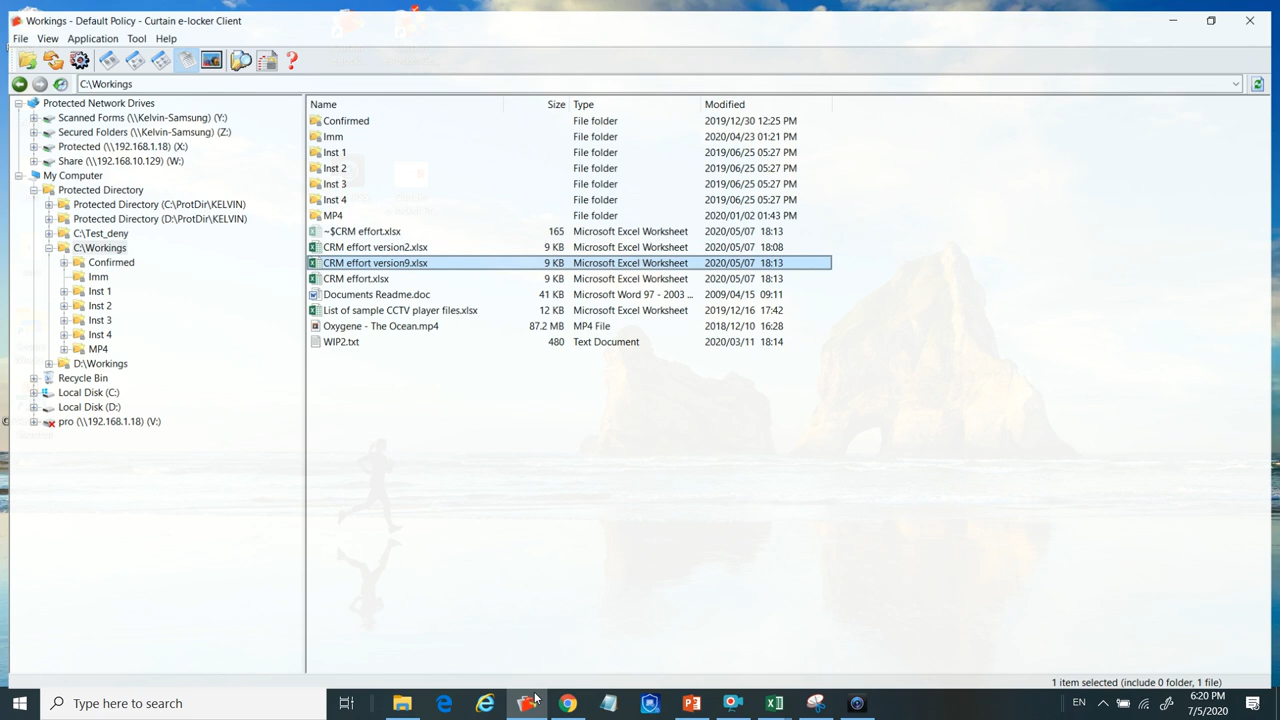 Workings - Default Policy - Curtain e-locker Client
File View Application Tool Help
C:\Workings
Protected Network Drives
Scanned Forms (\\Kelvin-Samsung) (Y:)
Secured Folders (\\Kelvin-Samsung) (Z:)
Protected (\\192.168.1.18) (X:)
Share (\\192.168.10.129) (W:)
My Computer
Protected Directory
Protected Directory (C:\ProtDir\KELVIN)
Protected Directory (D:\ProtDir\KELVIN)
C:\Test_deny
C:\Workings
Confirmed
Imm
Inst 1
Inst 2
Inst 3
Inst 4
MP4
D:\Workings
Recycle Bin
Local Disk (C:)
Local Disk (D:)
pro (\\192.168.1.18) (V:)
Name Size Type Modified
Confirmed File folder 2019/12/30 12:25 PM
Imm File folder 2020/04/23 01:21 PM
Inst 1 File folder 2019/06/25 05:27 PM
Inst 2 File folder 2019/06/25 05:27 PM
Inst 3 File folder 2019/06/25 05:27 PM
Inst 4 File folder 2019/06/25 05:27 PM
MP4 File folder 2020/01/02 01:43 PM
~$CRM effort.xlsx 165 Microsoft Excel Worksheet 2020/05/07 18:13
CRM effort version2.xlsx 9 KB Microsoft Excel Worksheet 2020/05/07 18:08
CRM effort version9.xlsx 9 KB Microsoft Excel Worksheet 2020/05/07 18:13
CRM effort.xlsx 9 KB Microsoft Excel Worksheet 2020/05/07 18:13
Documents Readme.doc 41 KB Microsoft Word 97 - 2003 ... 2009/04/15 09:11
List of sample CCTV player files.xlsx 12 KB Microsoft Excel Worksheet 2019/12/16 17:42
Oxygene - The Ocean.mp4 87.2 MB MP4 File 2018/12/10 16:28
WIP2.txt 480 Text Document 2020/03/11 18:14
1 item selected (include 0 folder, 1 file)
Type here to search
EN
6:20 PM
7/5/2020